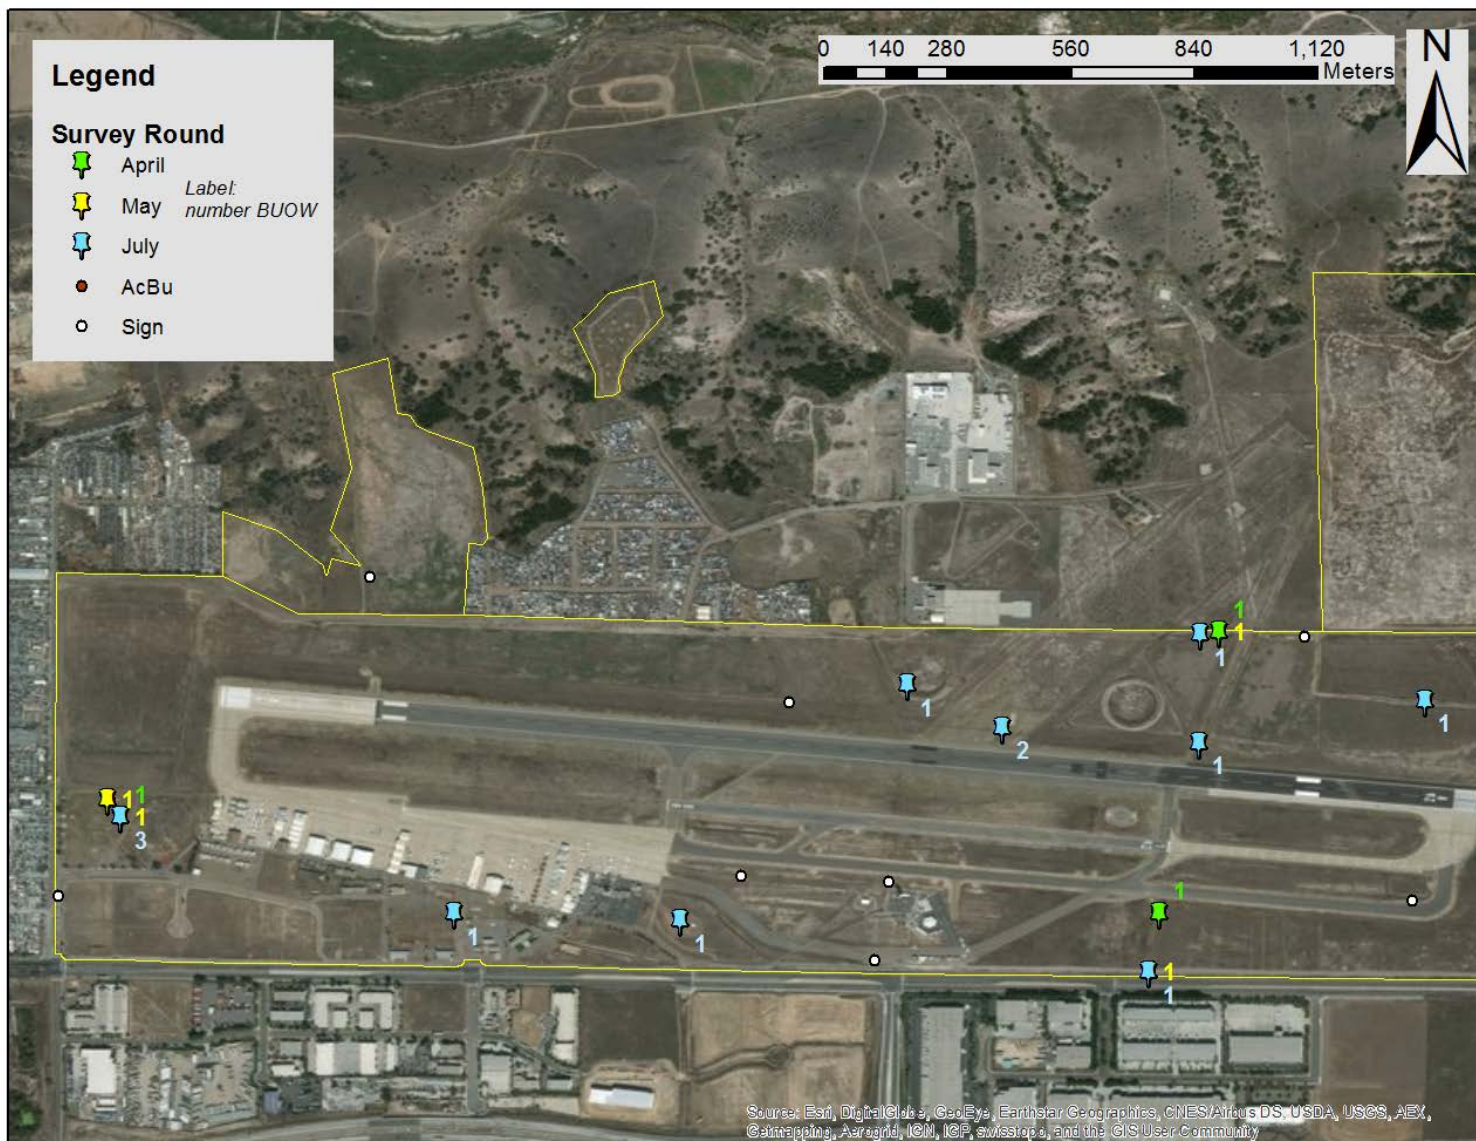 Legend
Survey Round
April
May
Label:
number BUOW
July
AcBu
Sign
0 140 280 560 840 1,120
Meters
N
1
1
1
1
1
2
1
1
1 1
1
3
1
1
1
1
1
Source: Esri, DigitalGlobe, GeoEye, Earthstar Geographics, CNES/Airbus DS, USDA, USGS, AEX,
Getmapping, Aerogrid, IGN, IGP, swisstopo, and the GIS User Community